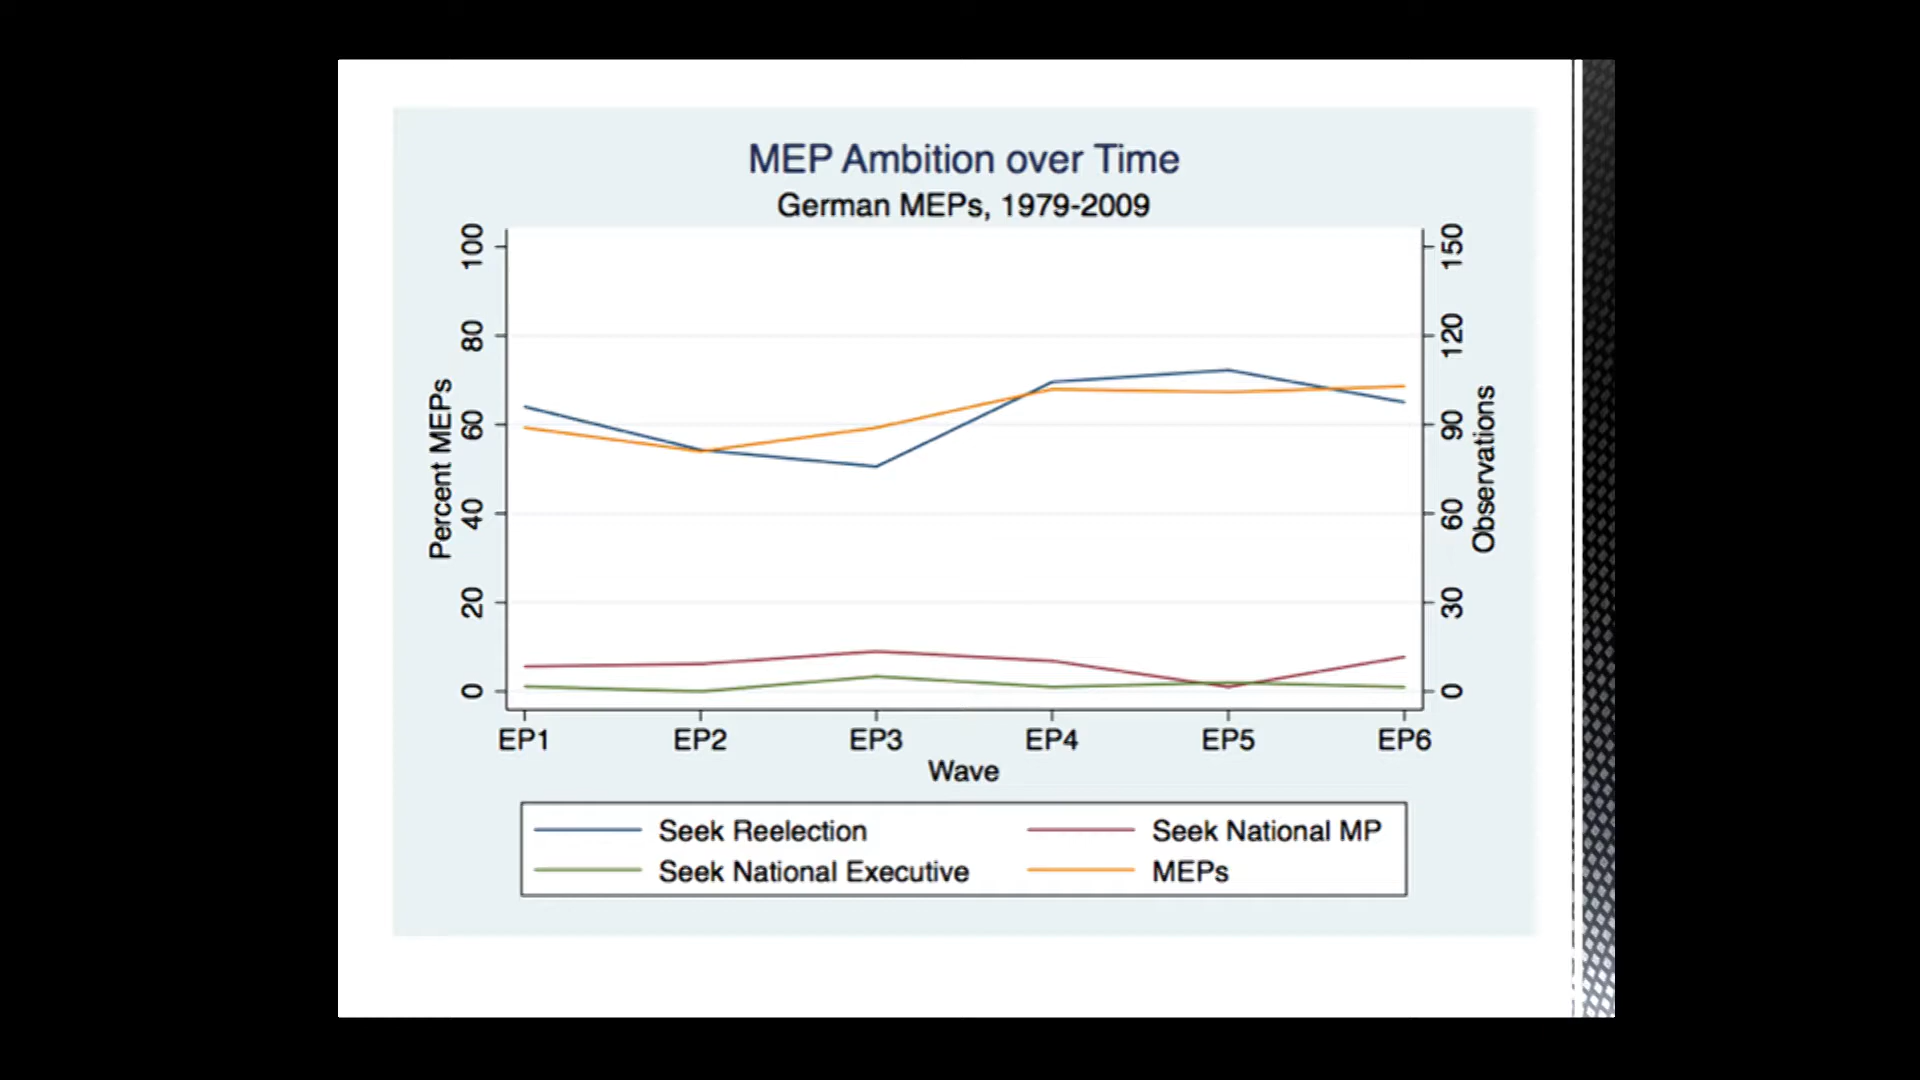 MEP Ambition over Time
German MEPs, 1979-2009
Percent MEPs
100
80
60
40
20
0
150
120
90
60
30
0
Observations
EP1 EP2 EP3 EP4 EP5 EP6
Wave
Seek Reelection Seek National MP
Seek National Executive MEPs